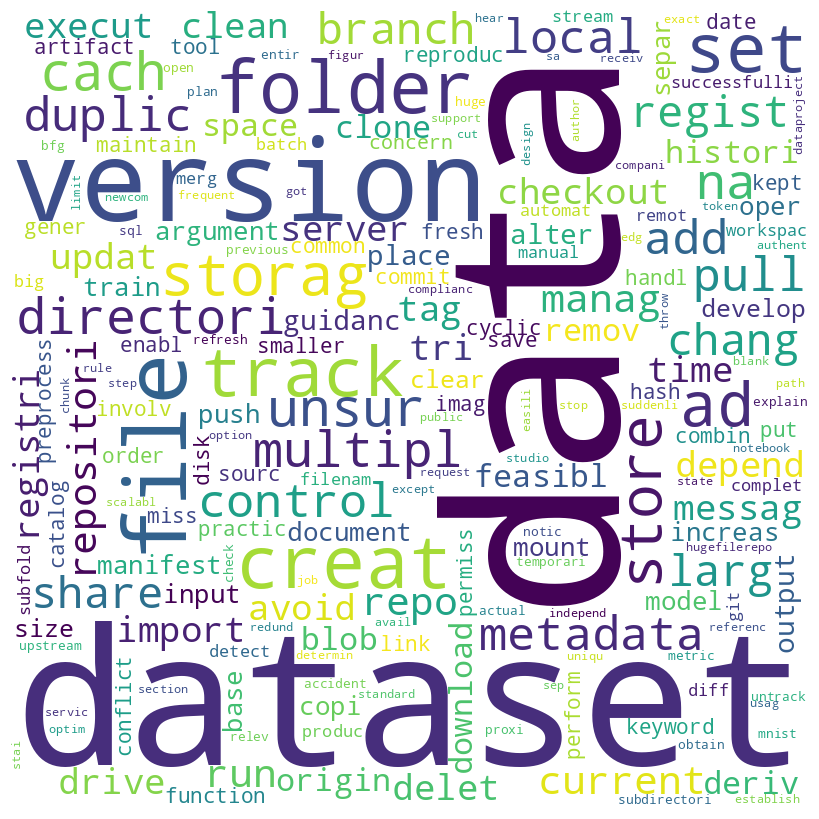 execut
clean
branch
hear
stream
exact
date
artifact
tool
entir
figur
reproduc
local
sa
receiv
separ
set
cach
open
plan
folder
huge
successfulli
duplic
space
clone
support
cut
author
regist
dataproject
bfg
maintain
batch
concern
design
histori
version
limit
newcom
merg
frequent
got
token
checkout
compani
na
kept
gener
sql
argument
server
fresh
automat
remot
workspac
oper
previous
common
manual
alter
edg
add
authent
updat
place
big
storag
commit
handl
pull
train
complianc
tag
manag
throw
develop
directori
guidanc
cyclic
save
remov
chang
enabl
refresh
smaller
tri
repositori
rule
step
chunk
file
track
clear
imag
data
hash
time
blank
path
explain
registri
preprocess
involv
push
unsur
option
public
easili
stop
suddenli
ad
combin
put
order
disk
multipl
request
studio
store
feasibl
notebook
state
catalog
scalabl
miss
sourc
filenam
except
depend
complet
control
practic
document
notic
mount
messag
increas
subfold
manifest
check
creat
temporari
hugefilerepo
larg
share
input
job
avoid
repo
permiss
actual
independ
model
git
output
size
import
redund
avail
blob
link
metadata
referenc
upstream
detect
determin
download
uniqu
metric
diff
usag
untrack
conflict
section
base
accident
standard
copi
dataset
sep
perform
keyword
servic
optim
relev
produc
proxi
obtain
mnist
stai
drive
run
origin
delet
current
deriv
function
subdirectori
establish